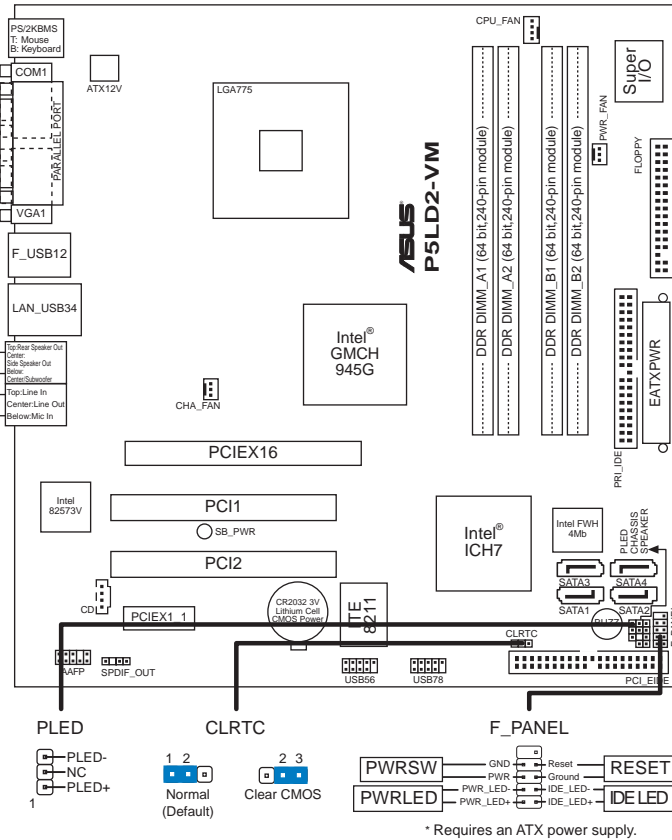 PS/2KBMS
T: Mouse
B: Keyboard
CPU_FAN
COM1
ATX12V
LGA775
Super
I/O
PWR_FAN
FLOPPY
PARALLEL PORT
VGA1
F_USB12
LAN_USB34
ASUS
P5LD2-VM
DDR DIMM_A1 (64 bit,240-pin module)
DDR DIMM_A2 (64 bit,240-pin module)
DDR DIMM_B1 (64 bit,240-pin module)
DDR DIMM_B2 (64 bit,240-pin module)
Intel®
GMCH
945G
EATXPWR
PRI_IDE
Top:Rear Speaker Out
Center:
Side Speaker Out
Below:
Center/Subwoofer
Top:Line In
Center:Line Out
Below:Mic In
CHA_FAN
PCIEX16
Intel
82573V
PCI1
SB_PWR
PCI2
Intel®
ICH7
Intel FWH
4Mb
PLED
CHASSIS
SPEAKER
SATA3
SATA4
SATA1
SATA2
CD
PCIEX1_1
CR2032 3V
Lithium Cell
CMOS Power
ITE
8211
BUZZ
CLRTC
AAFP
SPDIF_OUT
USB56
USB78
PCI_EIDE
PLED
CLRTC
F_PANEL
PLED-
NC
PLED+
1
1 2
Normal
(Default)
2 3
Clear CMOS
PWRSW
GND
Reset
RESET
PWR
Ground
PWRLED
PWR_LED-
IDE_LED-
IDE LED
PWR_LED+
IDE_LED+
* Requires an ATX power supply.